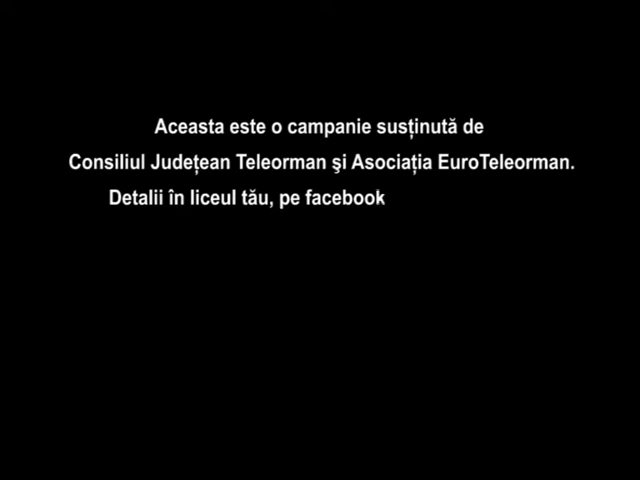 Aceasta este o campanie susținută de
Consiliul Județean Teleorman şi Asociația EuroTeleorman.
Detalii în liceul tău, pe facebook